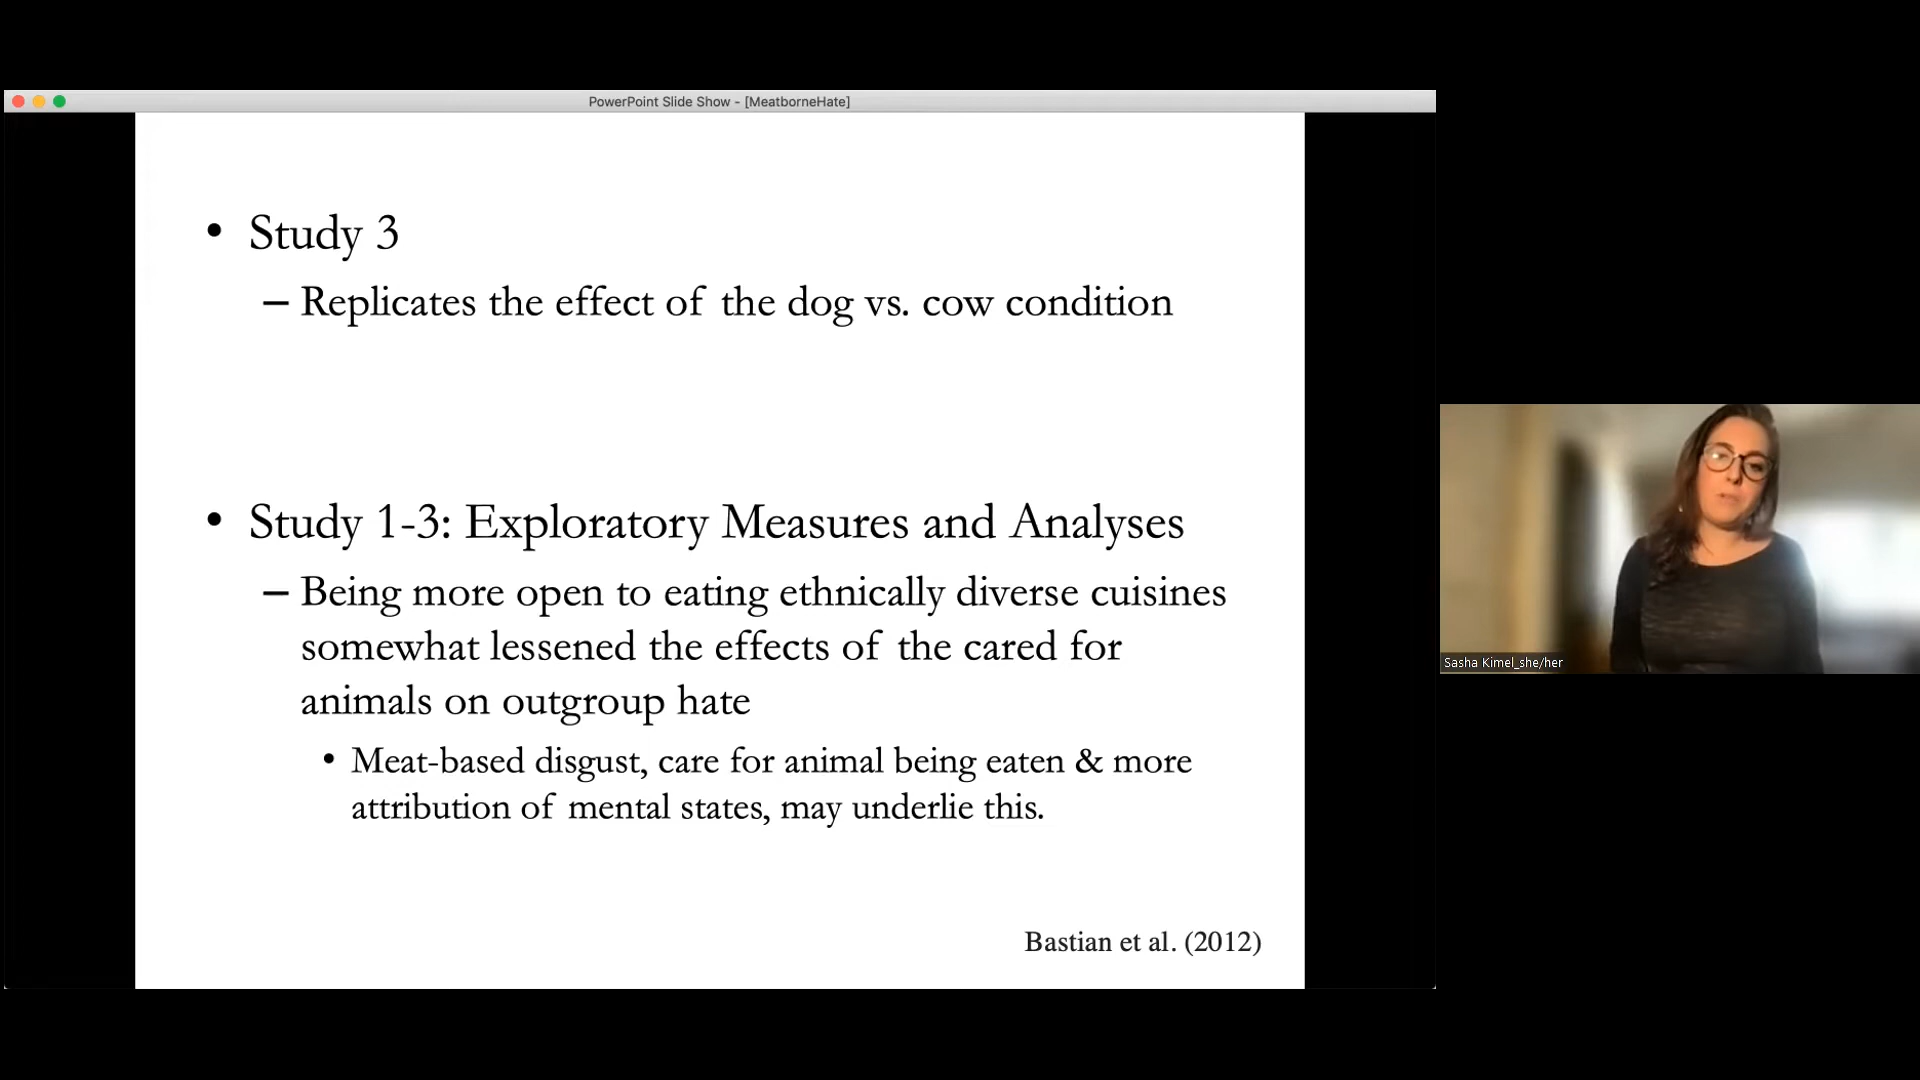 PowerPoint Slide Show - [MeatborneHate]
• Study 3
– Replicates the effect of the dog vs. cow condition
• Study 1-3: Exploratory Measures and Analyses
– Being more open to eating ethnically diverse cuisines
somewhat lessened the effects of the cared for
animals on outgroup hate
• Meat-based disgust, care for animal being eaten & more
attribution of mental states, may underlie this.
Bastian et al. (2012)
Sasha Kimel_she/her